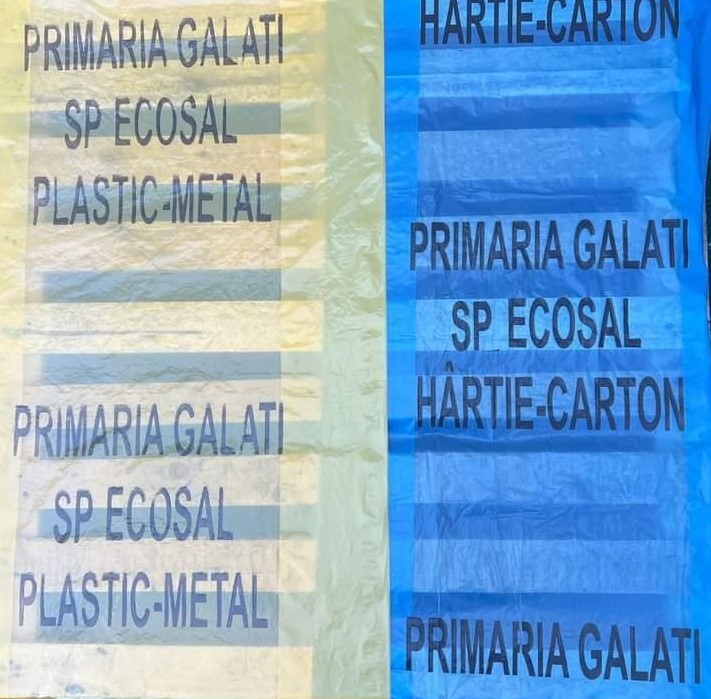 PRIMARIA GALATI
SP ECOSAL
PLASTIC-METAL
PRIMARIA GALATI
SP ECOSAL
PLASTIC-METAL
HÂRTIE-CARTON
PRIMARIA GALATI
SP ECOSAL
HÂRTIE-CARTON
PRIMARIA GALATI